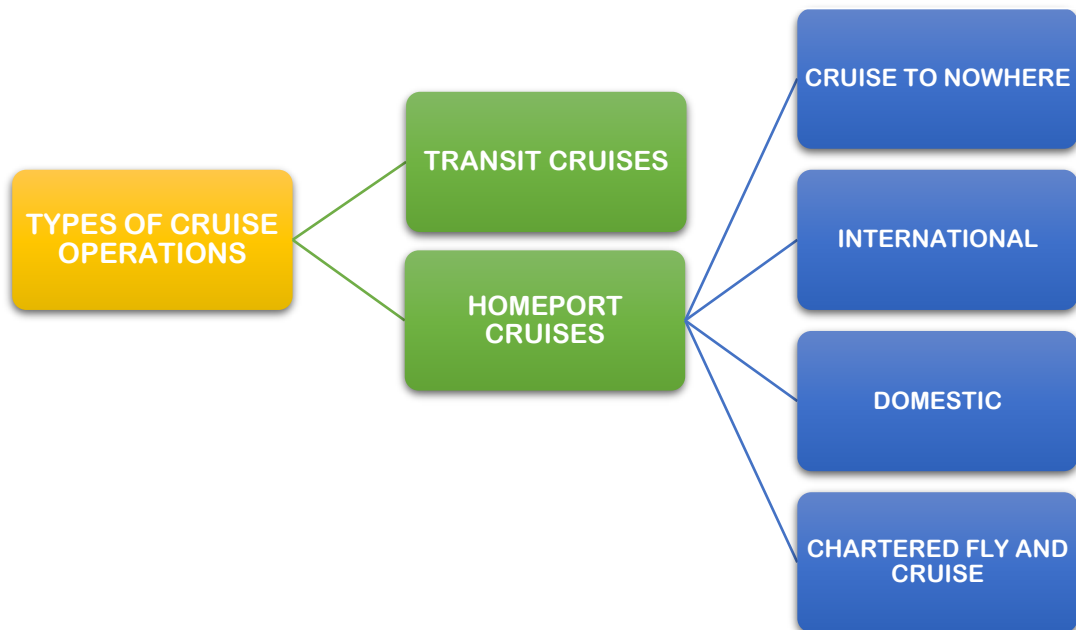 TYPES OF CRUISE
OPERATIONS
TRANSIT CRUISES
HOMEPORT
CRUISES
CRUISE TO NOWHERE
INTERNATIONAL
DOMESTIC
CHARTERED FLY AND
CRUISE